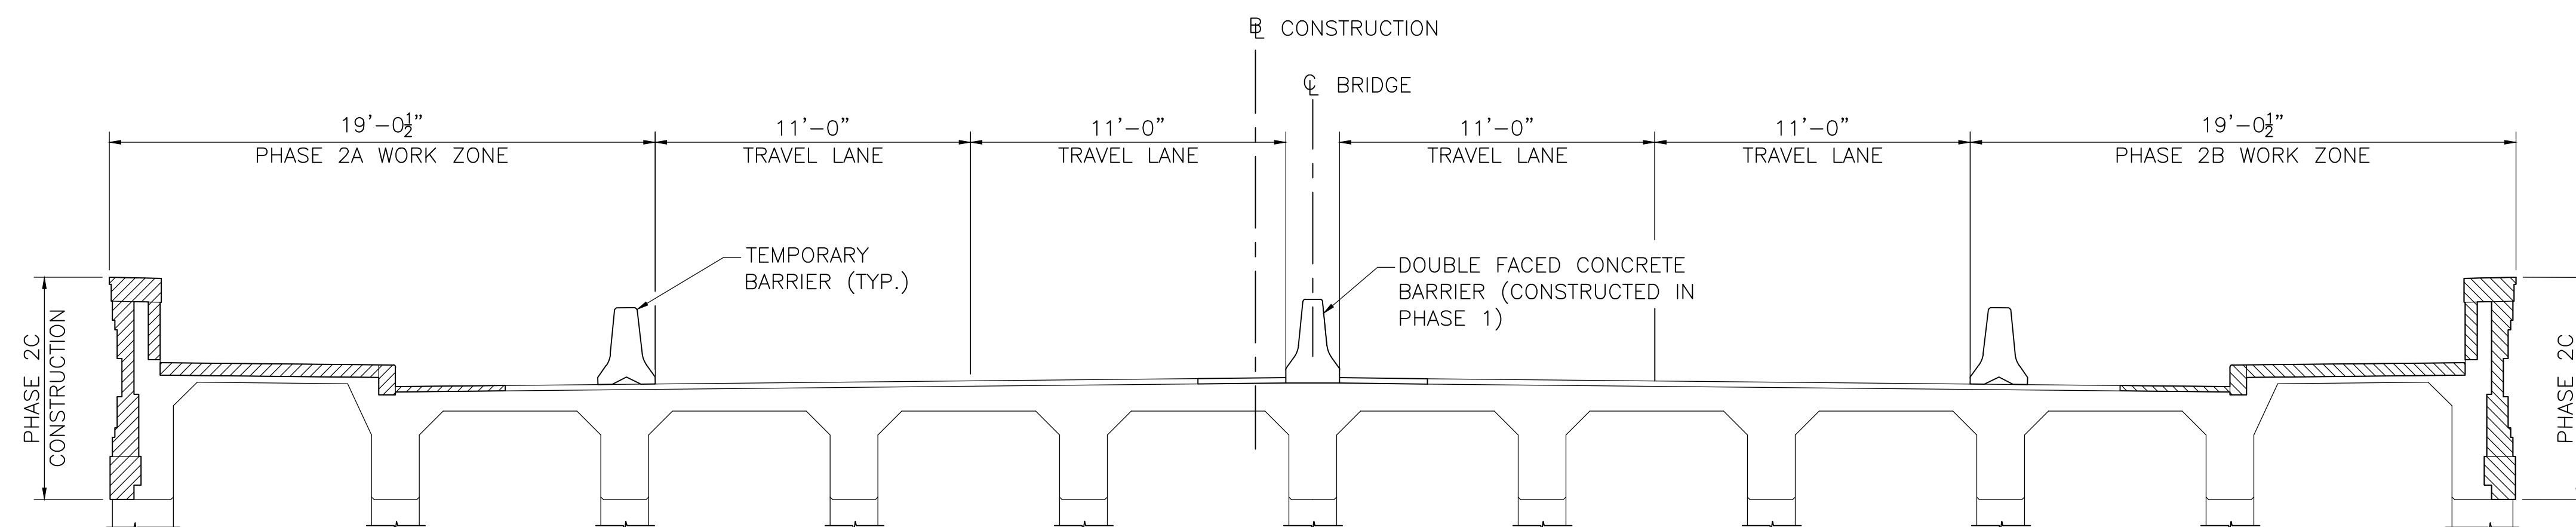 ℄ CONSTRUCTION
℄ BRIDGE
19'-0½" 11'-0" 11'-0" 11'-0" 11'-0" 19'-0½"
PHASE 2A WORK ZONE TRAVEL LANE TRAVEL LANE TRAVEL LANE TRAVEL LANE PHASE 2B WORK ZONE
TEMPORARY
BARRIER (TYP.)
DOUBLE FACED CONCRETE
BARRIER (CONSTRUCTED IN
PHASE 1)
PHASE 2C
CONSTRUCTION
PHASE 2C